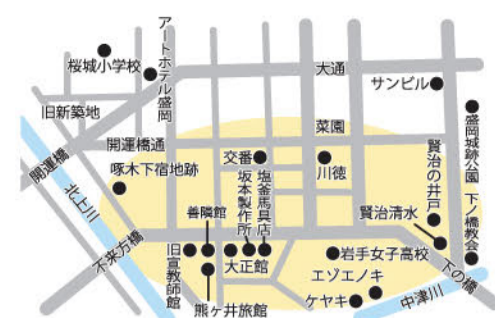 桜城小学校
アートホテル盛岡
大通
サンビル
旧新築地
盛岡城跡公園
下ノ橋教会
開運橋通
菜園
開運橋
交番
塩釜馬具店
坂本製作所
川徳
賢治の井戸
啄木下宿地跡
北上川
善隣館
賢治清水
不来方橋
旧宣教師館
大正館
岩手女子高校
エゾエノキ
下の橋
熊ヶ井旅館
ケヤキ
中津川